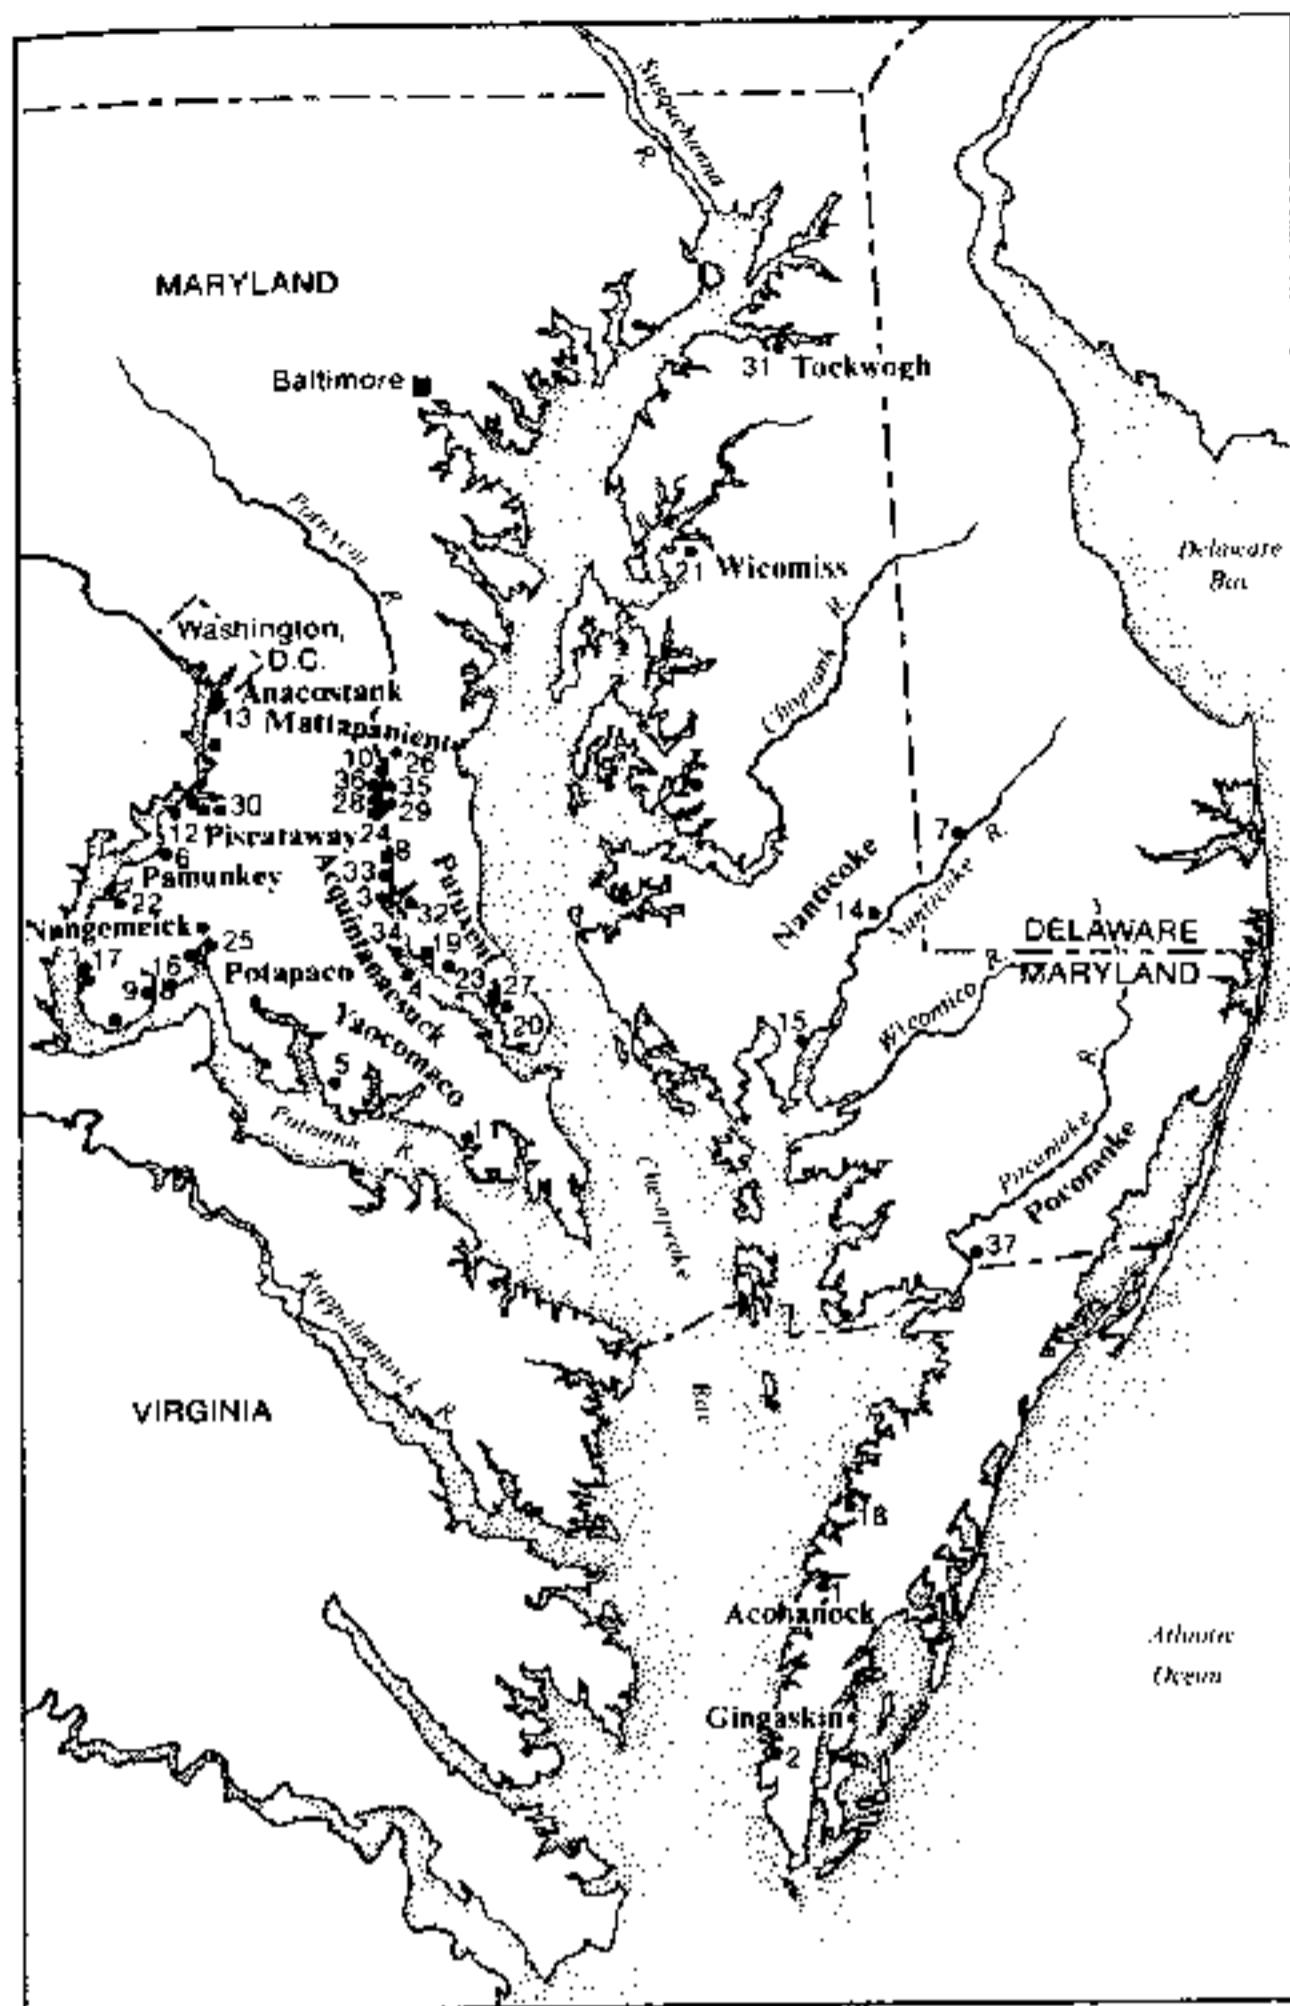 Susquehanna
R.
MARYLAND
Baltimore
31 Tockwogh
Patuxent
R.
21 Wicomiss
Delaware
Bay
Washington,
D.C.
Anacostank
13
Mattapanient
Choptank
R.
10
26
36
35
28
29
24
30
12
Piscataway
6
8
7
Pamunkey
33
22
3
32
Nanticoke
14
Nanticoke
R.
Acquintanacsuck
Patuxent
Nangemeick
25
34
19
17
16
Potapaco
4
23
27
9
20
DELAWARE
MARYLAND
Wicomico
R.
15
Yaocomaco
5
Potomac
R.
11
Pocomoke
R.
Pocomoke
37
Chesapeake
Bay
Rappahannock
R.
VIRGINIA
18
1
Acohanock
Atlantic
Ocean
Gingaskin
2